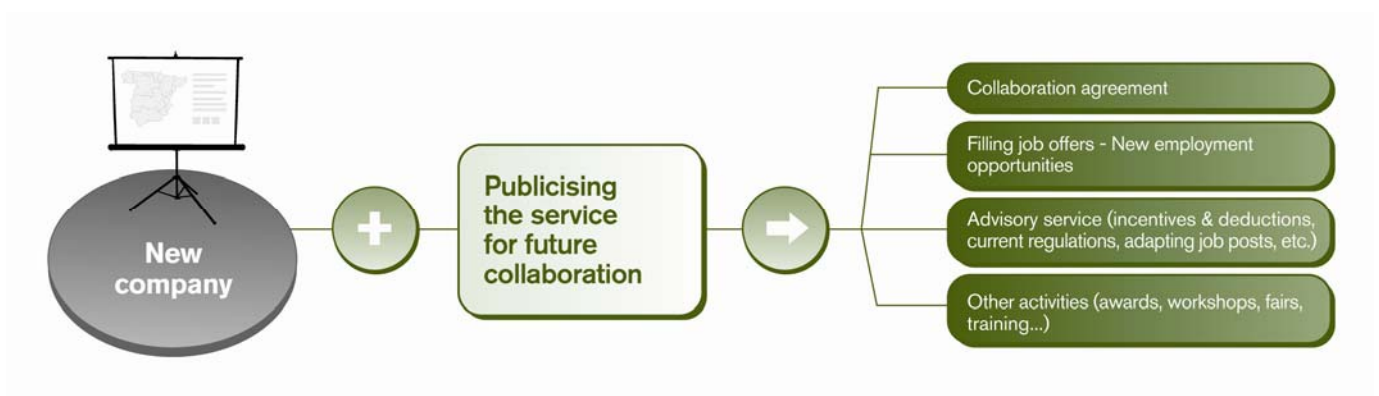 New
company
Publicising
the service
for future
collaboration
Collaboration agreement
Filling job offers - New employment
opportunities
Advisory service (incentives & deductions,
current regulations, adapting job posts, etc.)
Other activities (awards, workshops, fairs,
training...)